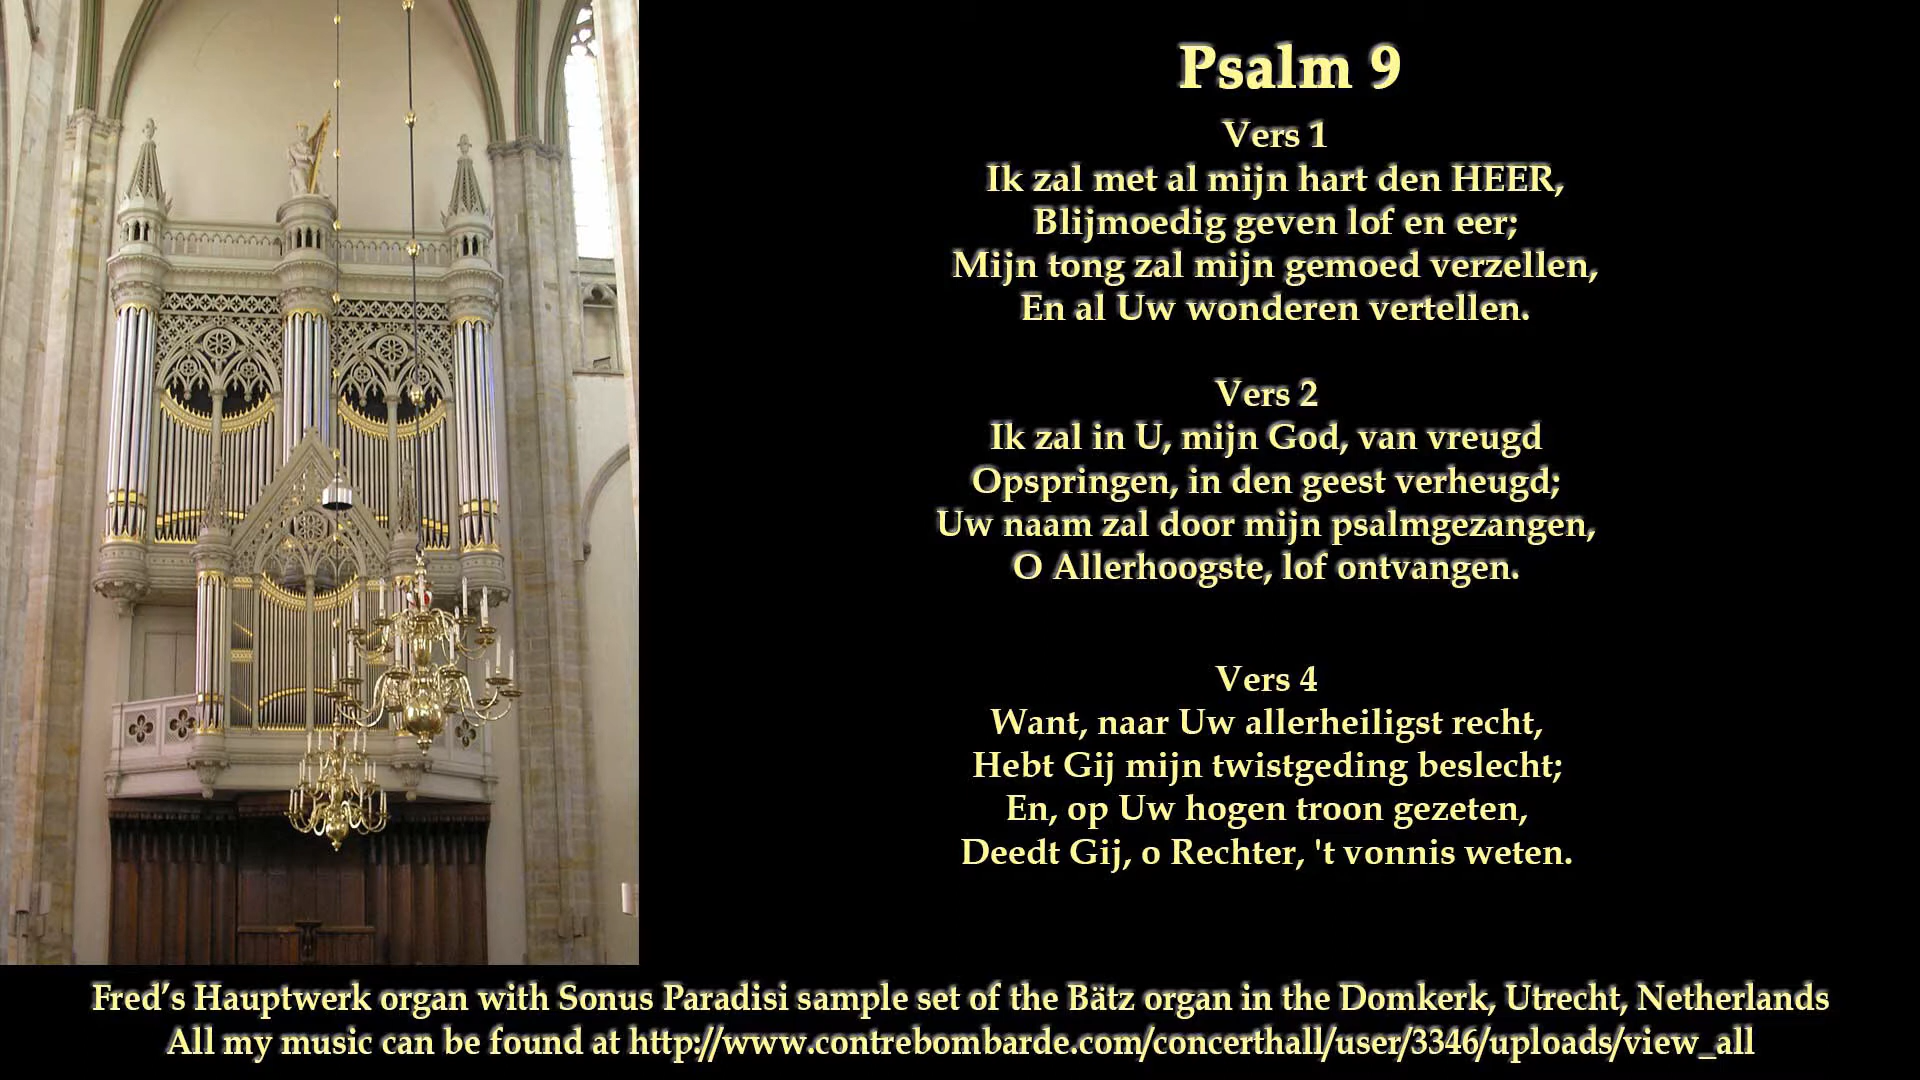 Psalm 9
Vers 1
Ik zal met al mijn hart den HEER,
Blijmoedig geven lof en eer;
Mijn tong zal mijn gemoed verzellen,
En al Uw wonderen vertellen.
Vers 2
Ik zal in U, mijn God, van vreugd
Opspringen, in den geest verheugd;
Uw naam zal door mijn psalmgezangen,
O Allerhoogste, lof ontvangen.
Vers 4
Want, naar Uw allerheiligst recht,
Hebt Gij mijn twistgeding beslecht;
En, op Uw hogen troon gezeten,
Deedt Gij, o Rechter, 't vonnis weten.
Fred’s Hauptwerk organ with Sonus Paradisi sample set of the Bätz organ in the Domkerk, Utrecht, Netherlands
All my music can be found at http://www.contrebombarde.com/concerthall/user/3346/uploads/view_all